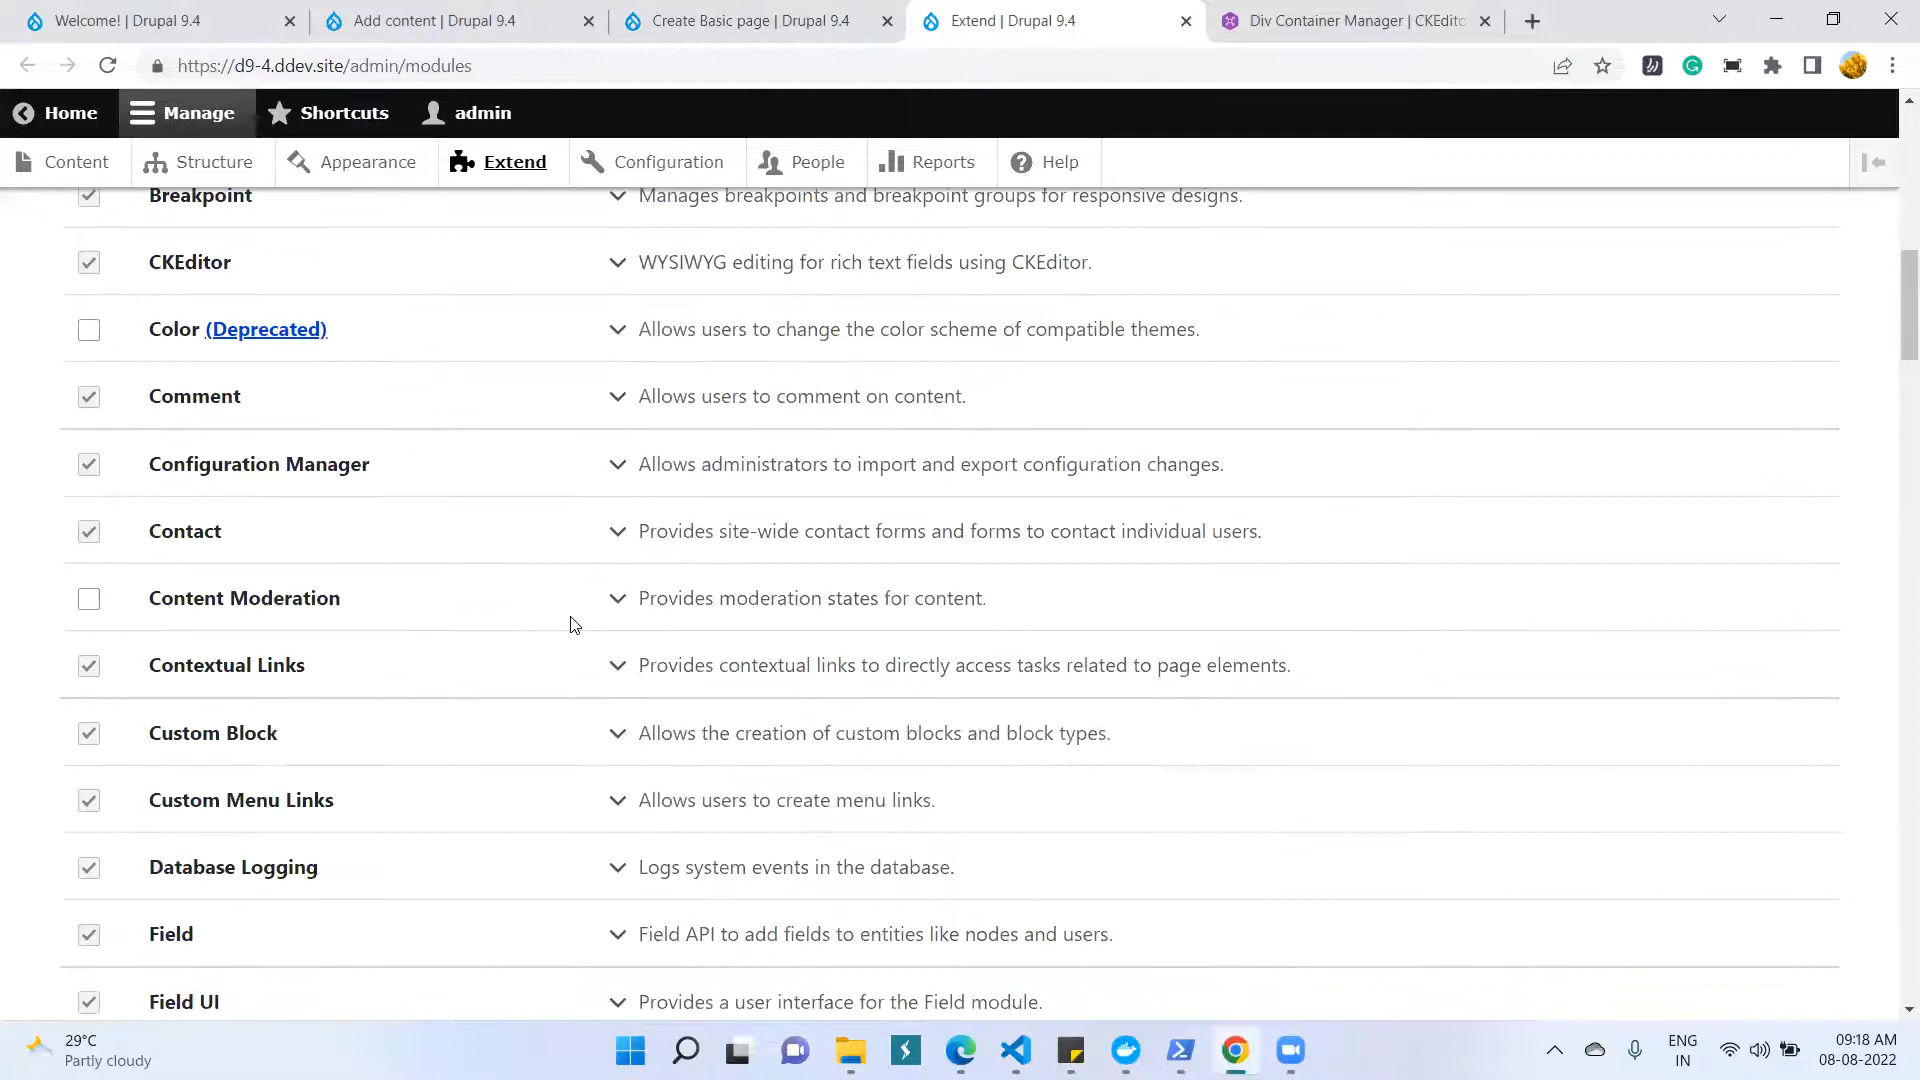 Welcome! | Drupal 9.4
Add content | Drupal 9.4
Create Basic page | Drupal 9.4
Extend | Drupal 9.4
Div Container Manager | CKEdito
https://d9-4.ddev.site/admin/modules
Home
Manage
Shortcuts
admin
Content
Structure
Appearance
Extend
Configuration
People
Reports
Help
Breakpoint
Manages breakpoints and breakpoint groups for responsive designs.
CKEditor
WYSIWYG editing for rich text fields using CKEditor.
Color (Deprecated)
Allows users to change the color scheme of compatible themes.
Comment
Allows users to comment on content.
Configuration Manager
Allows administrators to import and export configuration changes.
Contact
Provides site-wide contact forms and forms to contact individual users.
Content Moderation
Provides moderation states for content.
Contextual Links
Provides contextual links to directly access tasks related to page elements.
Custom Block
Allows the creation of custom blocks and block types.
Custom Menu Links
Allows users to create menu links.
Database Logging
Logs system events in the database.
Field
Field API to add fields to entities like nodes and users.
Field UI
Provides a user interface for the Field module.
29°C
Partly cloudy
ENG
IN
09:18 AM
08-08-2022